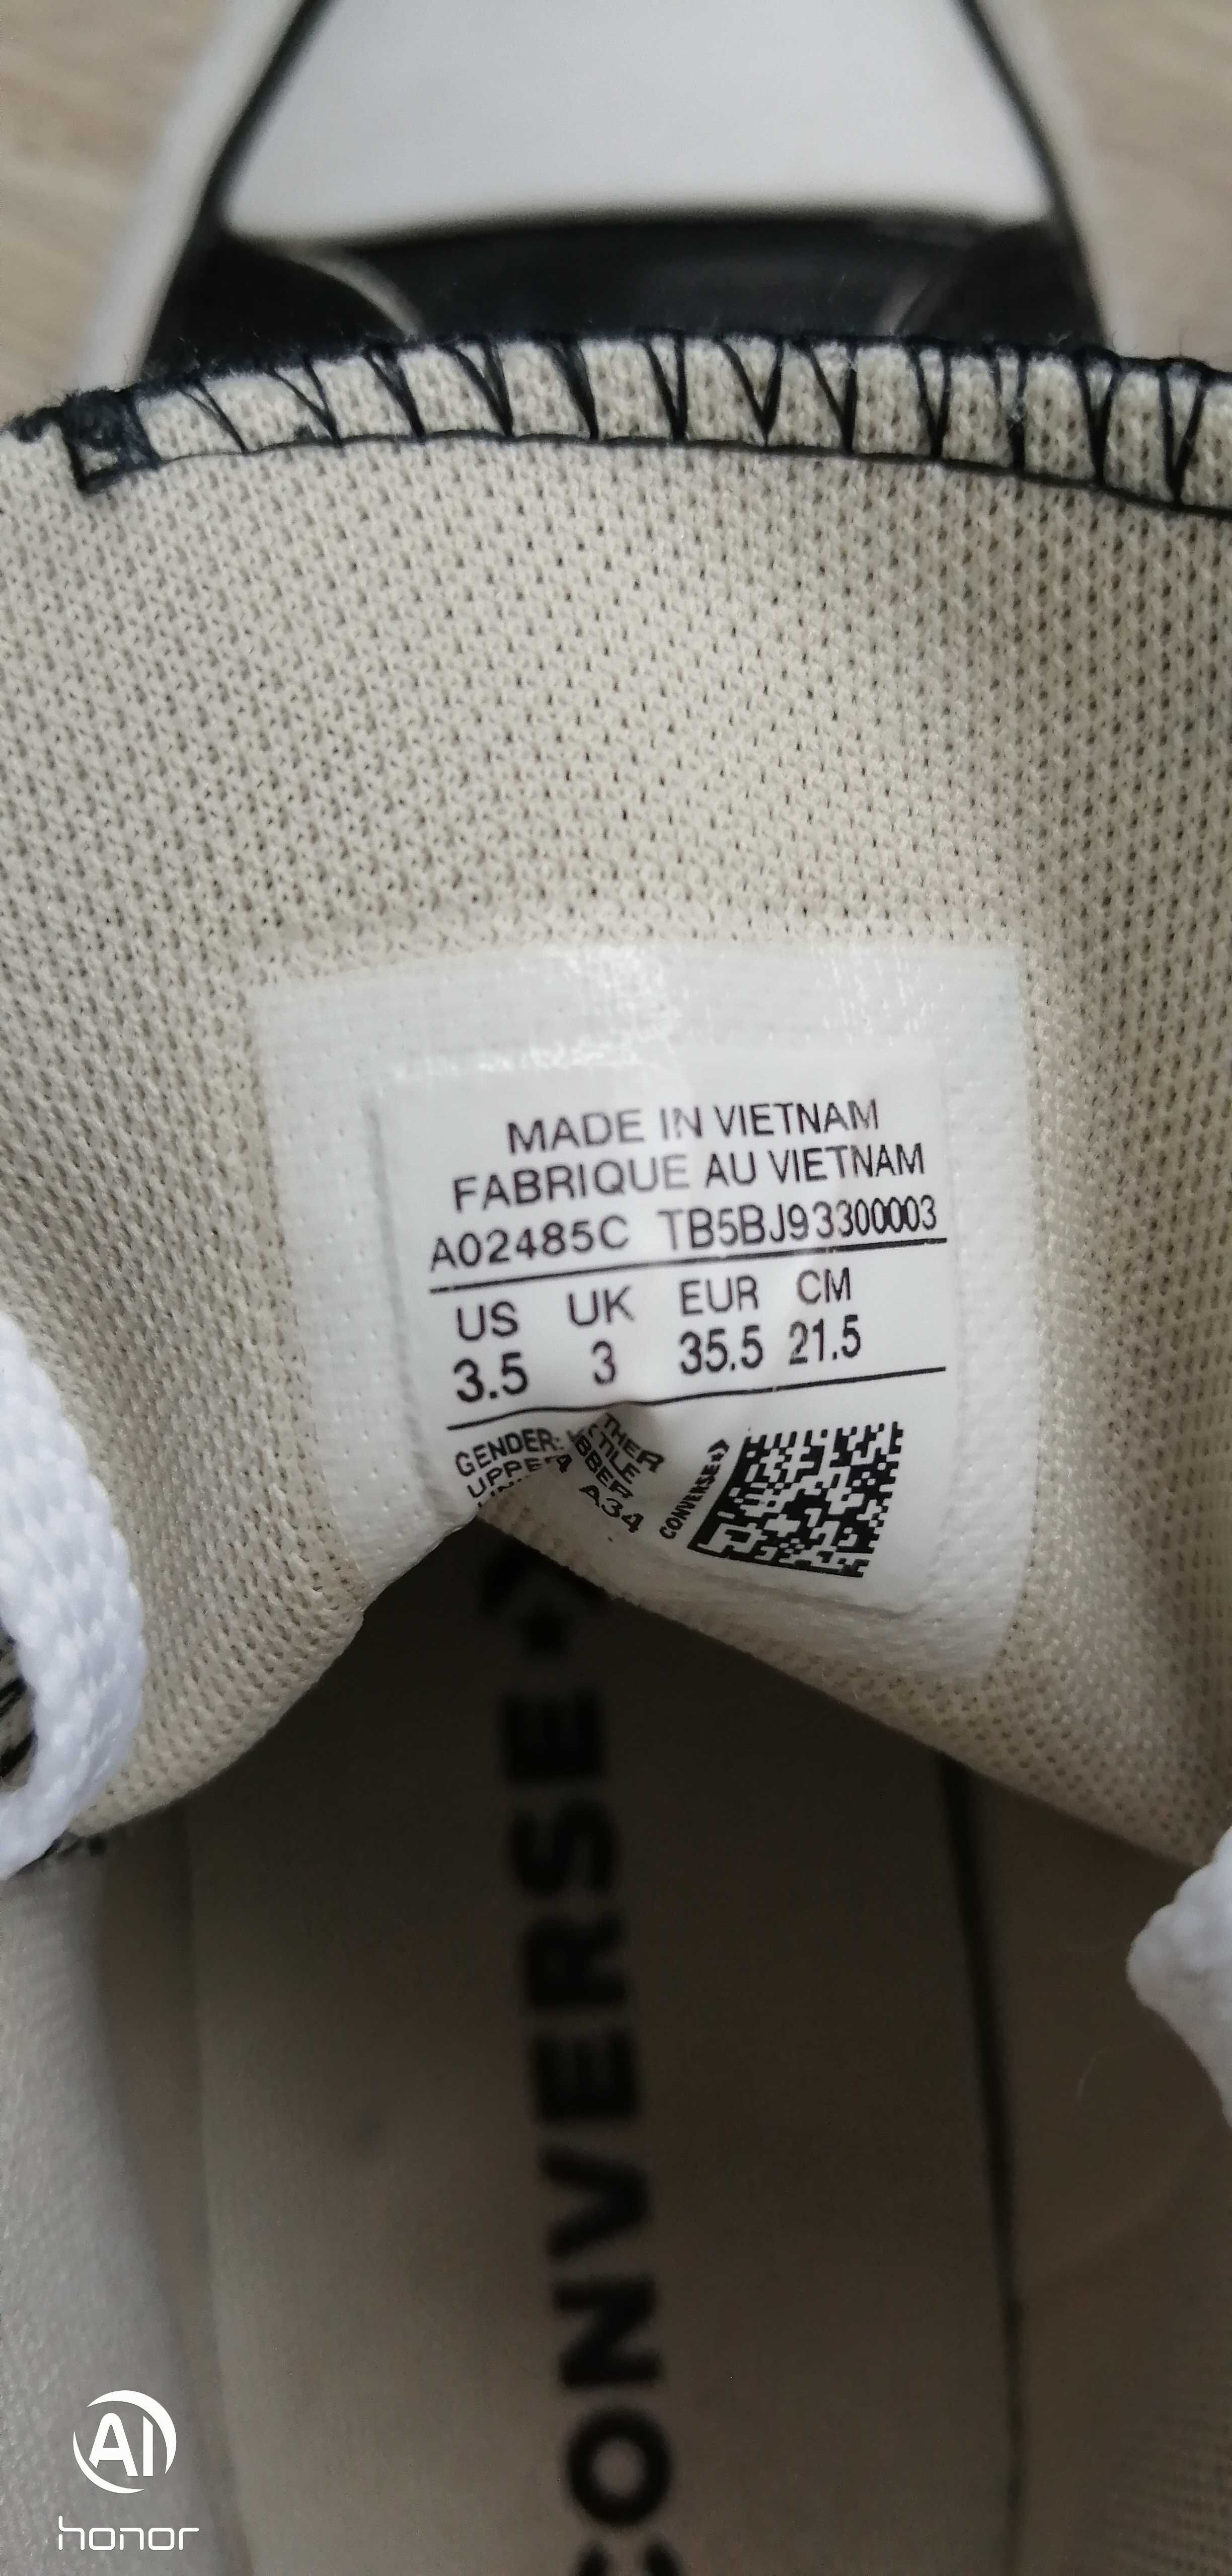 MADE IN VIETNAM
FABRIQUE AU VIETNAM
A02485C TB5BJ93300003
US UK EUR CM
3.5 3 35.5 21.5
GENDER:
CONVERSE
A34
CONVERSE
AI
honor